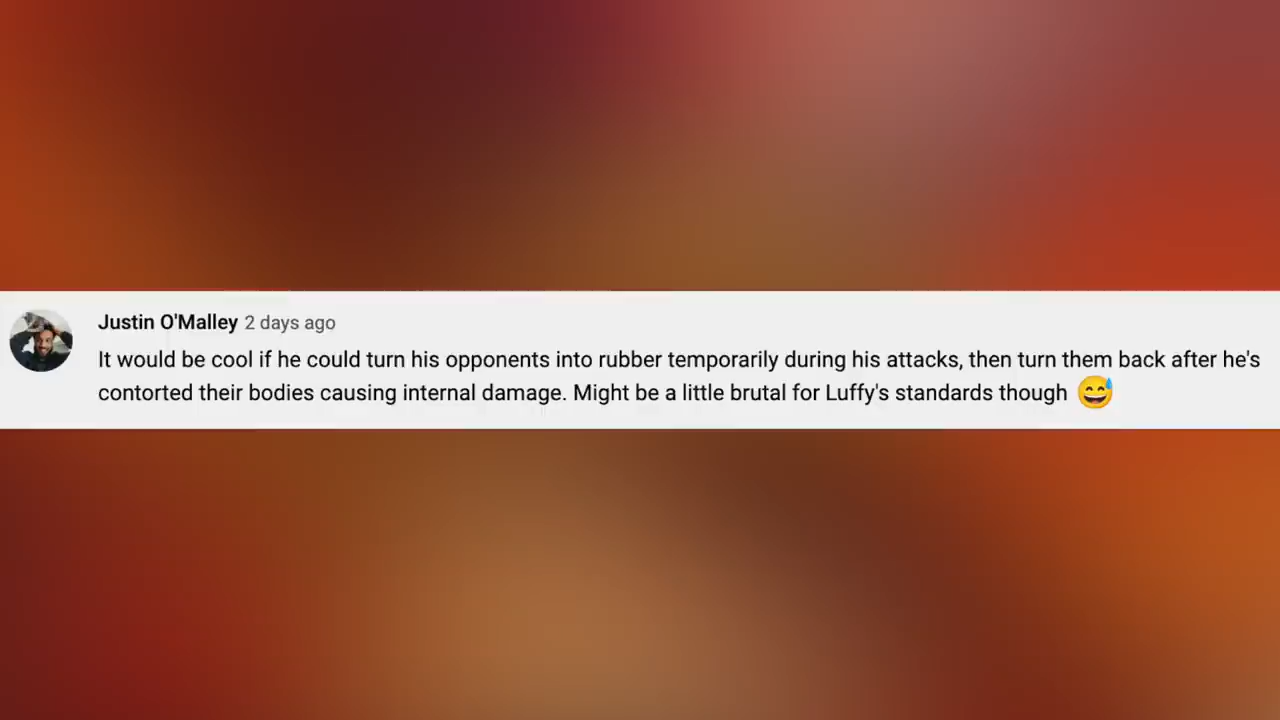 Justin O'Malley 2 days ago
It would be cool if he could turn his opponents into rubber temporarily during his attacks, then turn them back after he's
contorted their bodies causing internal damage. Might be a little brutal for Luffy's standards though 😅